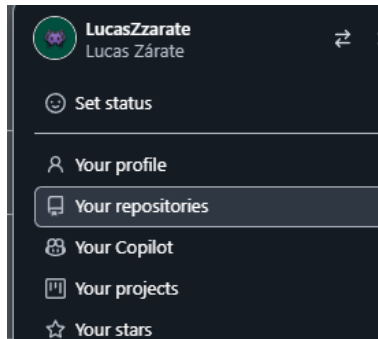 LucasZzarate
Lucas Zárate
Set status
Your profile
Your repositories
Your Copilot
Your projects
Your stars